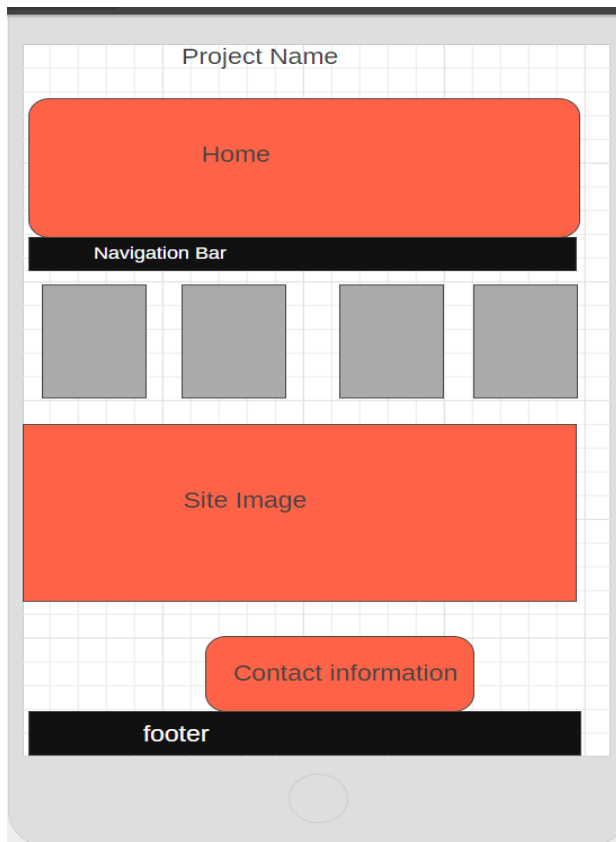 Project Name
Home
Navigation Bar
Site Image
Contact information
footer